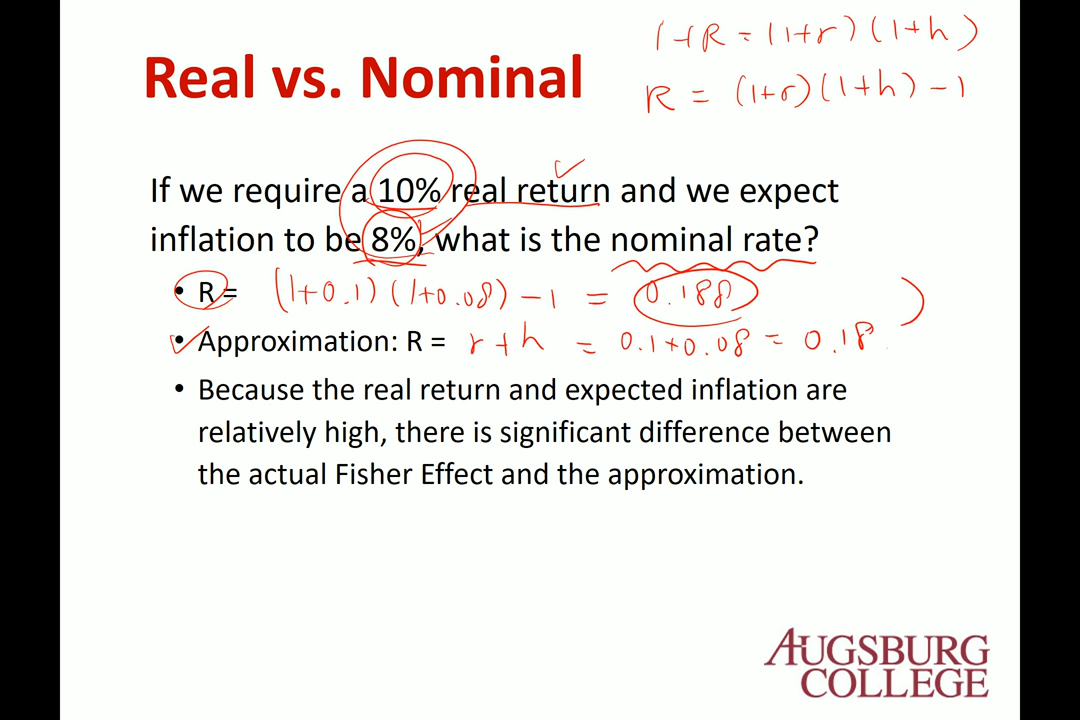 1+R = (1+r)(1+h)
Real vs. Nominal
R = (1+r)(1+h) - 1
If we require a 10% real return and we expect
inflation to be 8%, what is the nominal rate?
• R = (1+0.1)(1+0.08) - 1 = 0.188
• Approximation: R = r+h = 0.1+0.08 = 0.18
• Because the real return and expected inflation are
relatively high, there is significant difference between
the actual Fisher Effect and the approximation.
AUGSBURG
COLLEGE